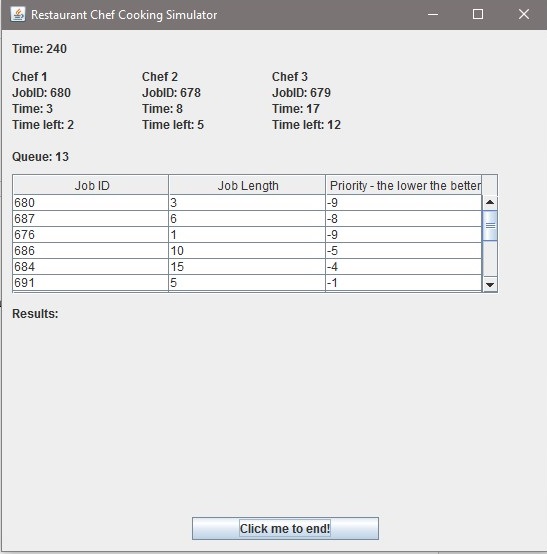 Restaurant Chef Cooking Simulator
Time: 240
Chef 1 Chef 2 Chef 3
JobID: 680 JobID: 678 JobID: 679
Time: 3 Time: 8 Time: 17
Time left: 2 Time left: 5 Time left: 12
Queue: 13
Job ID Job Length Priority - the lower the better
680 3 -9
687 6 -8
676 1 -9
686 10 -5
684 15 -4
691 5 -1
Results:
Click me to end!